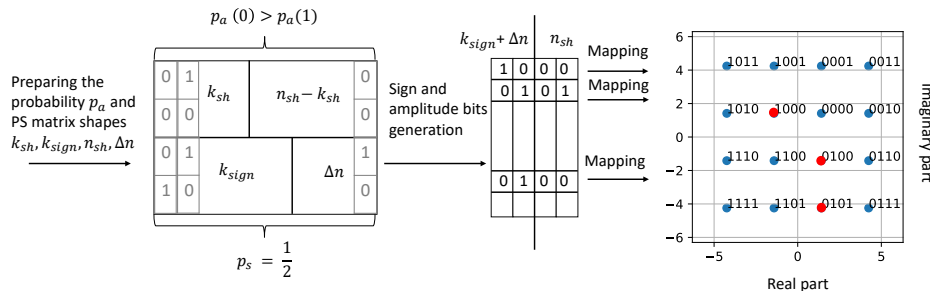 p_a (0) > p_a(1)
Preparing the
probability p_a and
PS matrix shapes
k_sh, k_sign, n_sh, Δn
0 1
0 0
k_sh
n_sh − k_sh
0
0
0 1
1 0
k_sign
Δn
1
0
p_s = 1/2
Sign and
amplitude bits
generation
k_sign + Δn n_sh
1 0 0 0
0 1 0 1
0 1 0 0
Mapping
Mapping
Mapping
6
4
2
0
−2
−4
−6
1011 1001 0001 0011
1010 1000 0000 0010
1110 1100 0100 0110
1111 1101 0101 0111
−5 0 5
Real part
Imaginary part